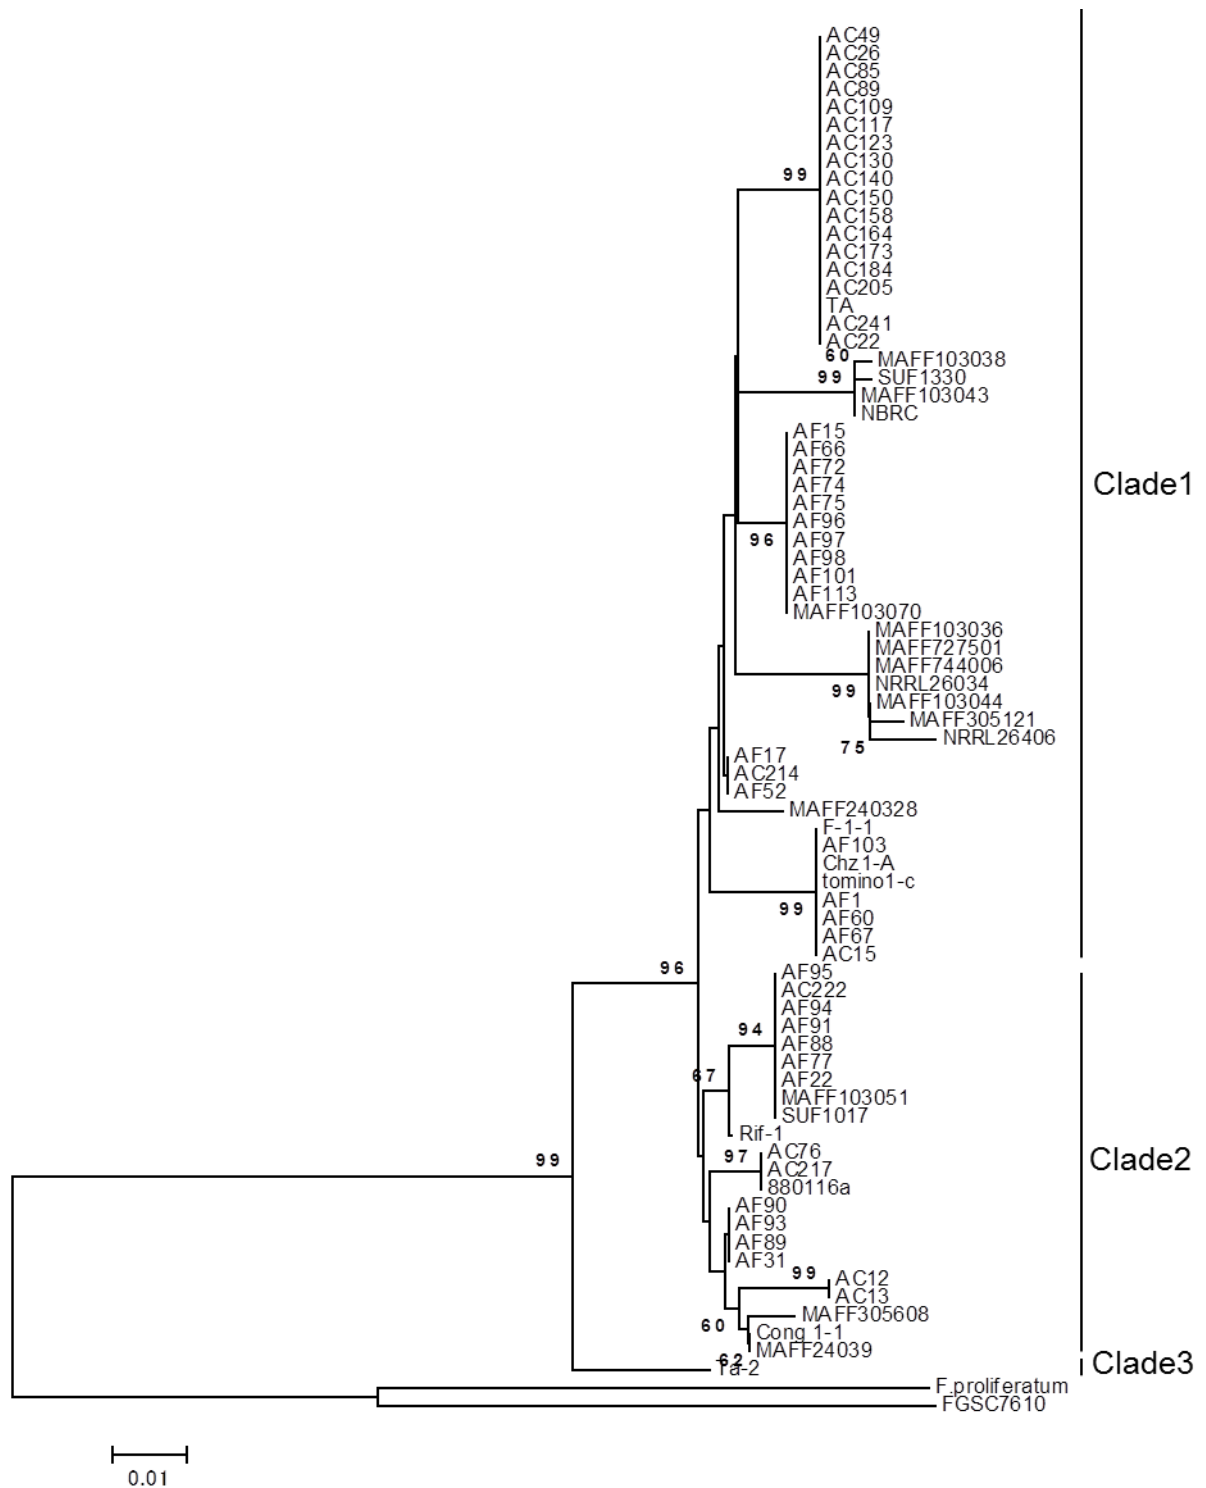 AC49
AC26
AC85
AC89
AC109
AC117
AC123
AC130
99
AC140
AC150
AC158
AC164
AC173
AC184
AC205
TA
AC241
AC22
60
MAFF103038
99
SUF1330
MAFF103043
NBRC
AF15
AF66
AF72
AF74
Clade1
AF75
AF96
96
AF97
AF98
AF101
AF113
MAFF103070
MAFF103036
MAFF727501
MAFF744006
99
NRRL26034
MAFF103044
MAFF305121
75
NRRL26406
AF17
AC214
AF52
MAFF240328
F-1-1
AF103
Chz1-A
tomino1-c
99
AF1
AF60
AF67
AC15
96
AF95
AC222
AF94
94
AF91
AF88
AF77
67
AF22
MAFF103051
SUF1017
Rif-1
97
AC76
99
AC217
Clade2
880116a
AF90
AF93
AF89
AF31
99
AC12
AC13
MAFF305608
60
Cong 1-1
MAFF24039
62
Ta-2
Clade3
F.proliferatum
FGSC7610
0.01